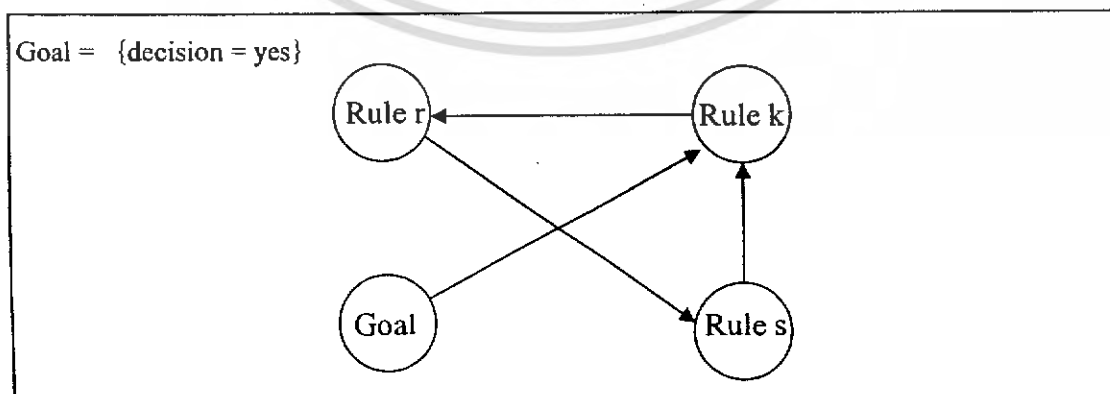 Goal = {decision = yes}
Rule r
Rule k
Goal
Rule s